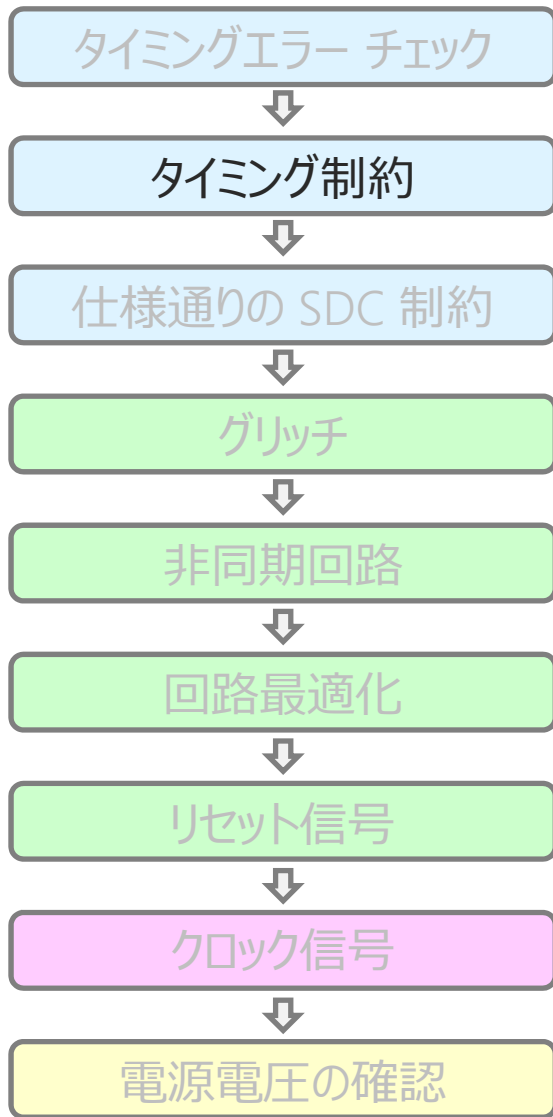 タイミングエラー チェック
タイミング制約
仕様通りの SDC 制約
グリッチ
非同期回路
回路最適化
リセット信号
クロック信号
電源電圧の確認